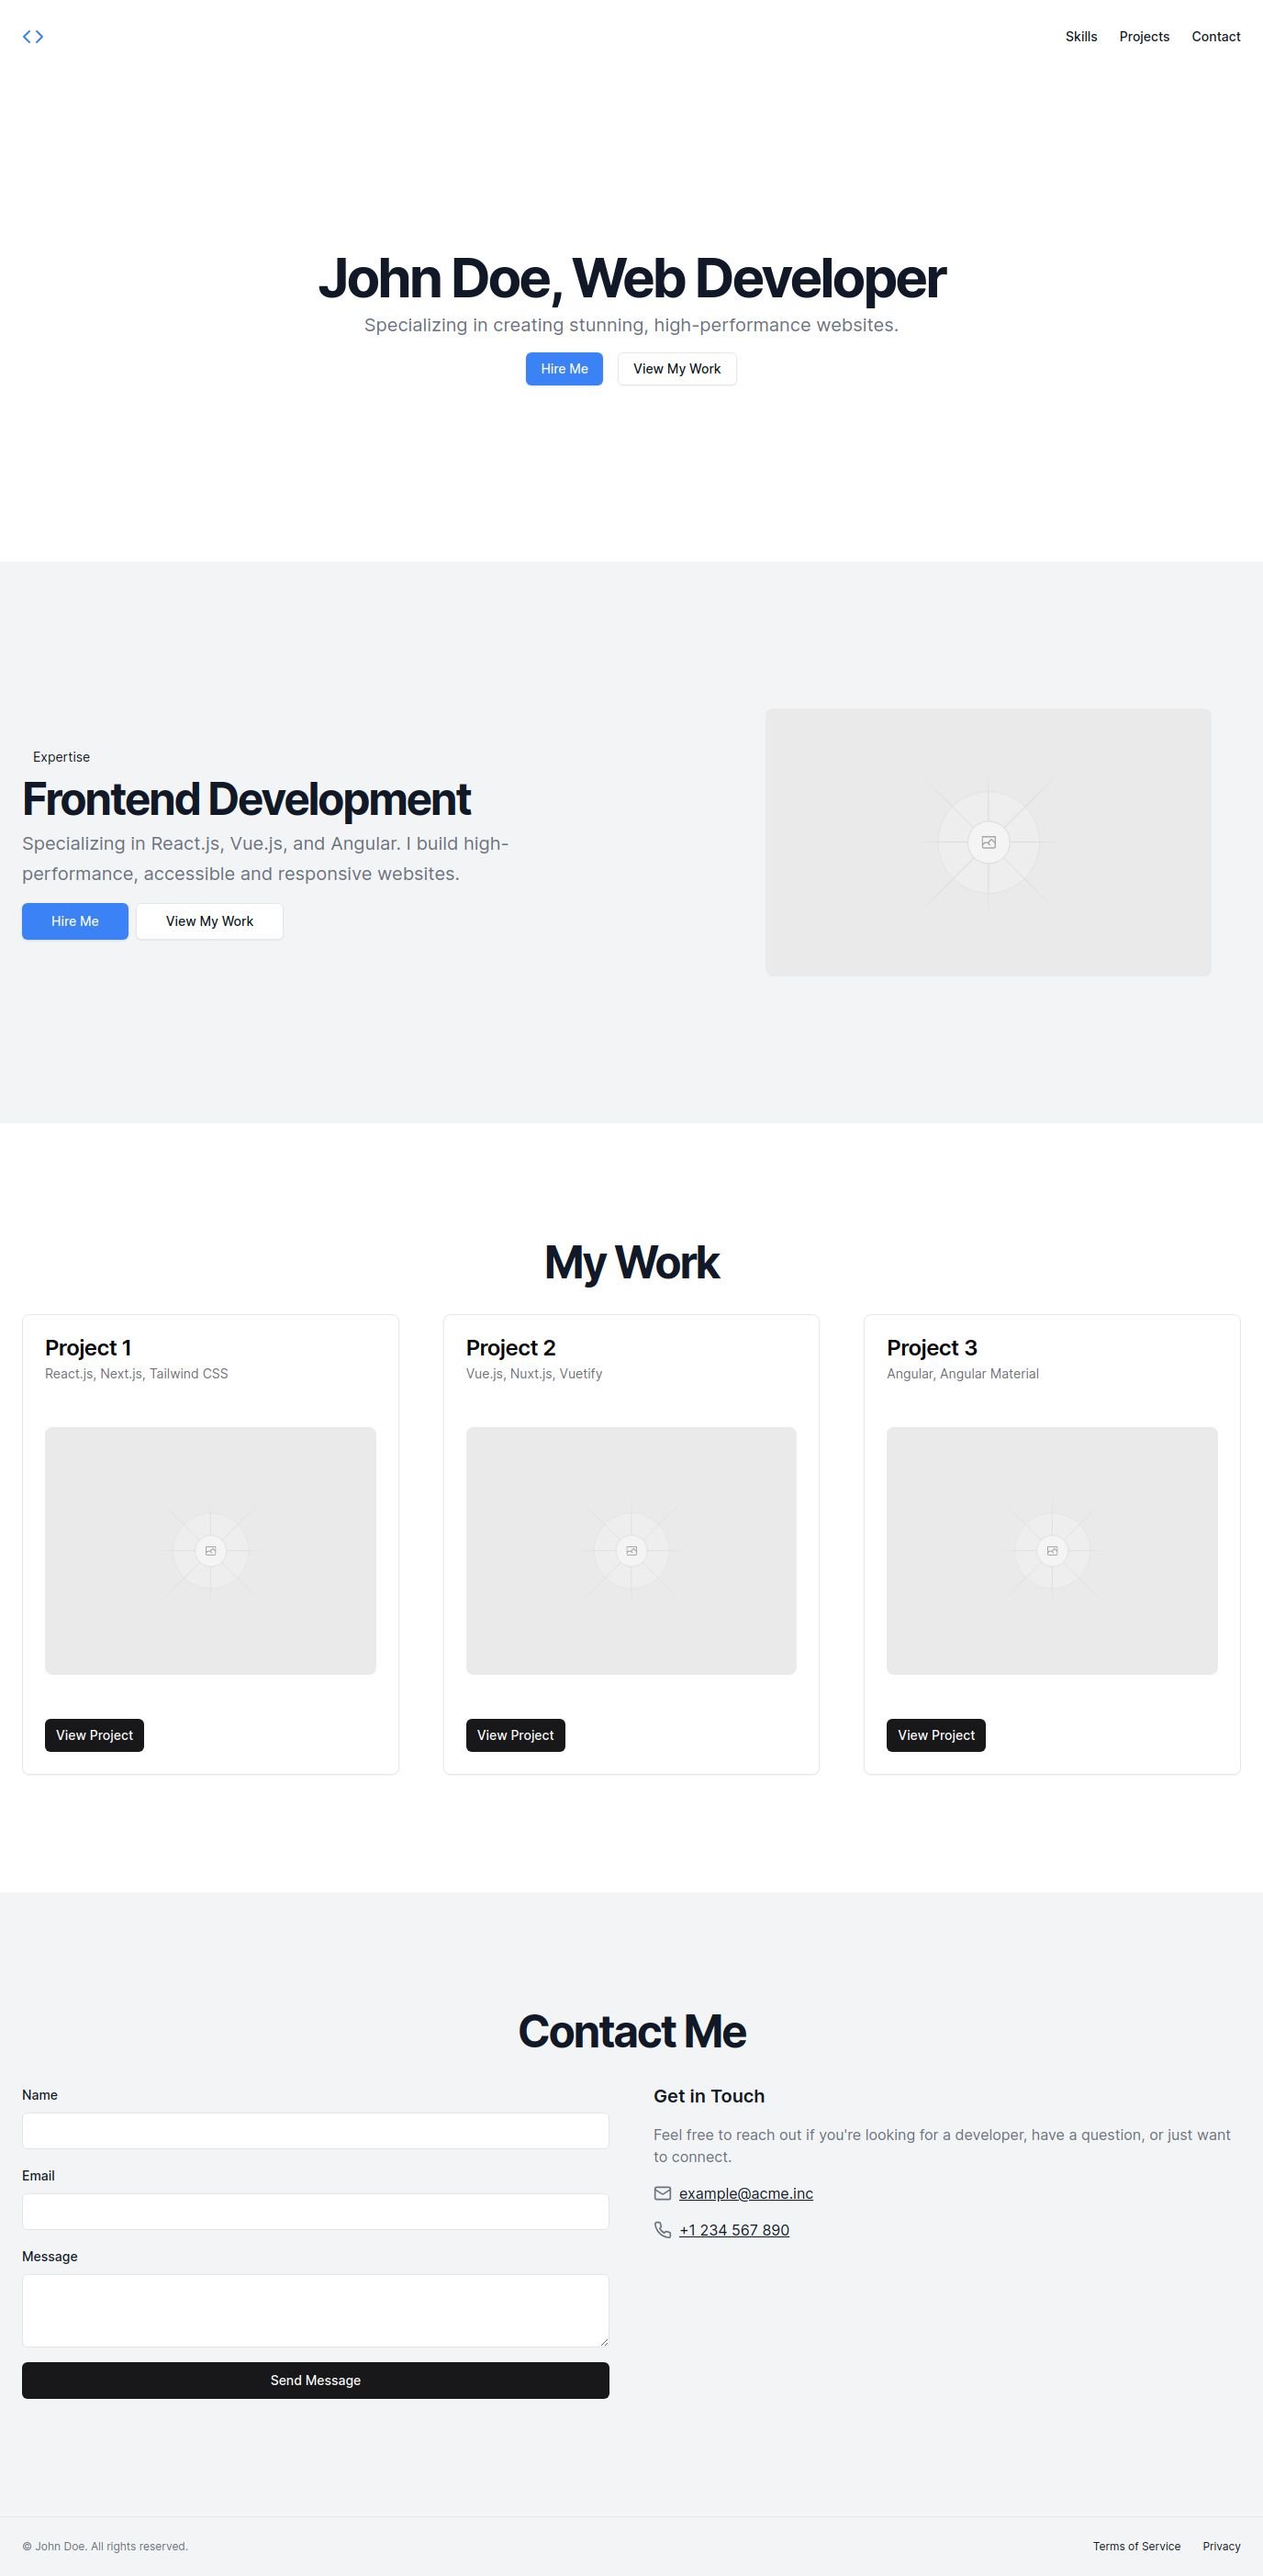 Skills Projects Contact
John Doe, Web Developer
Specializing in creating stunning, high-performance websites.
Hire Me View My Work
Expertise
Frontend Development
Specializing in React.js, Vue.js, and Angular. I build high-
performance, accessible and responsive websites.
Hire Me View My Work
My Work
Project 1
React.js, Next.js, Tailwind CSS
View Project
Project 2
Vue.js, Nuxt.js, Vuetify
View Project
Project 3
Angular, Angular Material
View Project
Contact Me
Name
Email
Message
Send Message
Get in Touch
Feel free to reach out if you're looking for a developer, have a question, or just want
to connect.
example@acme.inc
+1 234 567 890
© John Doe. All rights reserved.
Terms of Service Privacy